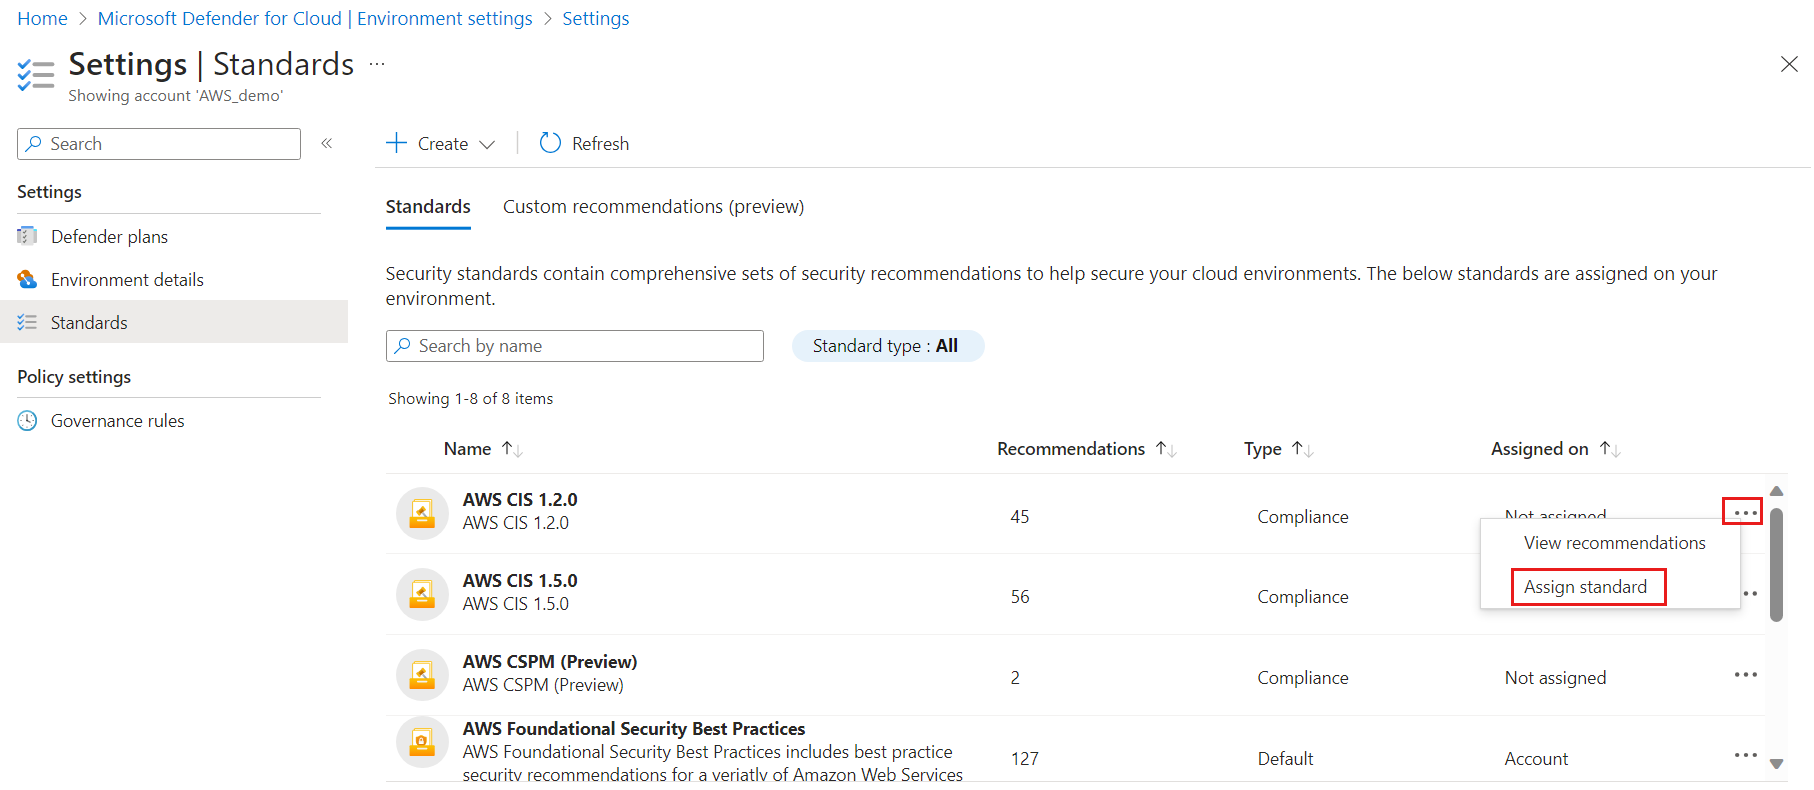 Home > Microsoft Defender for Cloud | Environment settings > Settings
Settings | Standards ...
Showing account 'AWS_demo'
Search
«
Settings
Defender plans
Environment details
Standards
Policy settings
Governance rules
Create
Refresh
Standards
Custom recommendations (preview)
Security standards contain comprehensive sets of security recommendations to help secure your cloud environments. The below standards are assigned on your
environment.
Search by name
Standard type : All
Showing 1-8 of 8 items
Name ↑↓
Recommendations ↑↓
Type ↑↓
Assigned on ↑↓
AWS CIS 1.2.0
AWS CIS 1.2.0
45
Compliance
Not assigned
...
View recommendations
Assign standard
AWS CIS 1.5.0
AWS CIS 1.5.0
56
Compliance
AWS CSPM (Preview)
AWS CSPM (Preview)
2
Compliance
Not assigned
...
AWS Foundational Security Best Practices
AWS Foundational Security Best Practices includes best practice
security recommendations for a veriatly of Amazon Web Services
127
Default
Account
...